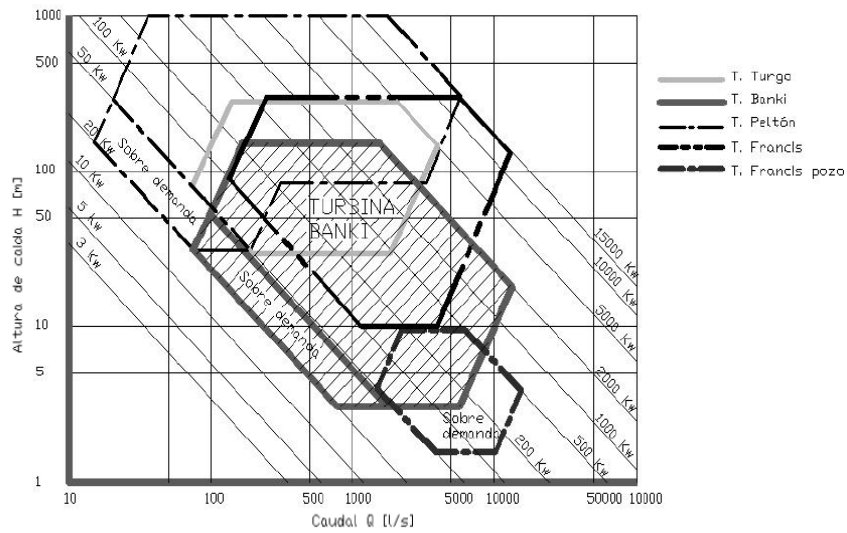 1000
500
100
50
10
5
1
Altura de caida H [m]
10
100
500
1000
5000
10000
50000 10000
Caudal Q [l/s]
100 Kw
50 Kw
20 Kw
10 Kw
5 Kw
3 Kw
Sobre demanda
Sobre demanda
TURBINA
BANKI
Sobre
demanda
15000 Kw
10000 Kw
5000 Kw
2000 Kw
1000 Kw
500 Kw
200 Kw
T. Turgo
T. Banki
T. Peltón
T. Francis
T. Francis pozo